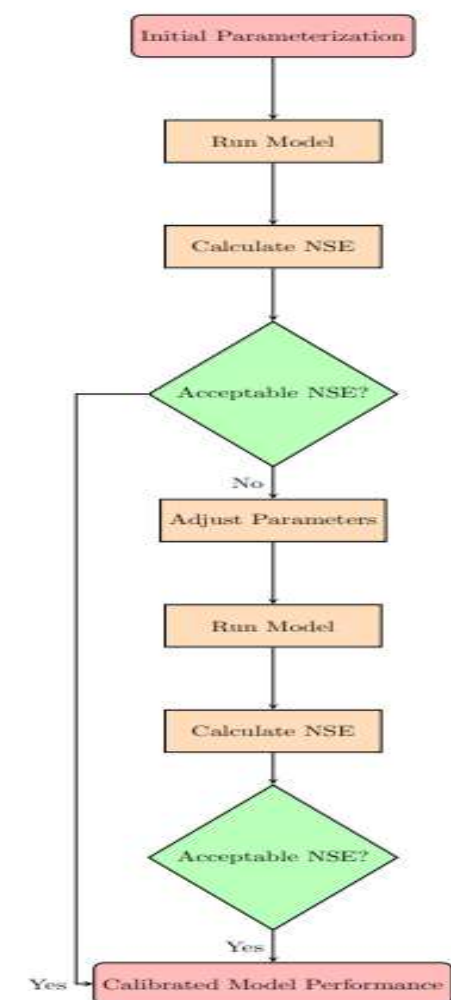 Initial Parameterization
Run Model
Calculate NSE
Acceptable NSE?
No
Adjust Parameters
Run Model
Calculate NSE
Acceptable NSE?
Yes
Yes
Calibrated Model Performance